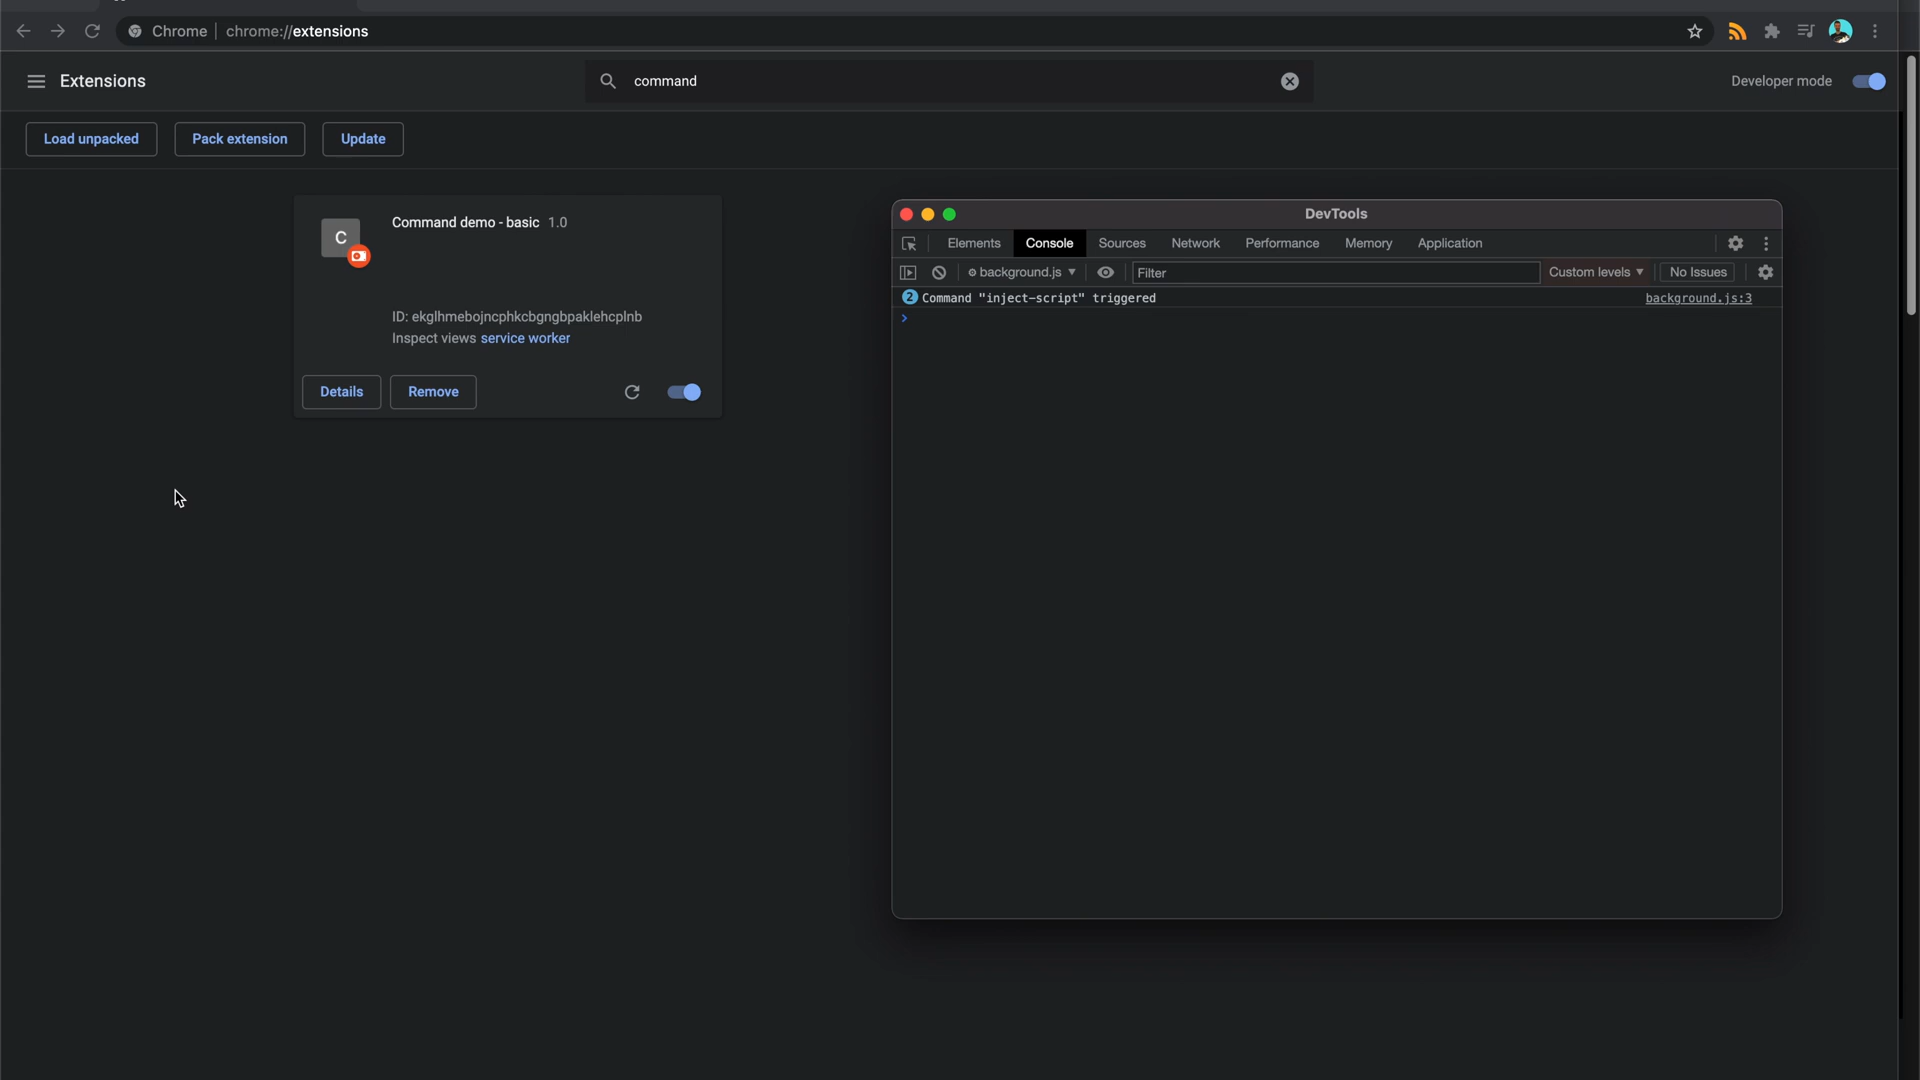 Chrome chrome://extensions
Extensions
command
Developer mode
Load unpacked
Pack extension
Update
C
Command demo - basic 1.0
ID: ekglhmebojncphkcbgngbpaklehcplnb
Inspect views service worker
Details
Remove
DevTools
Elements Console Sources Network Performance Memory Application
background.js ▼ Filter Custom levels ▼ No Issues
2 Command "inject-script" triggered background.js:3
>